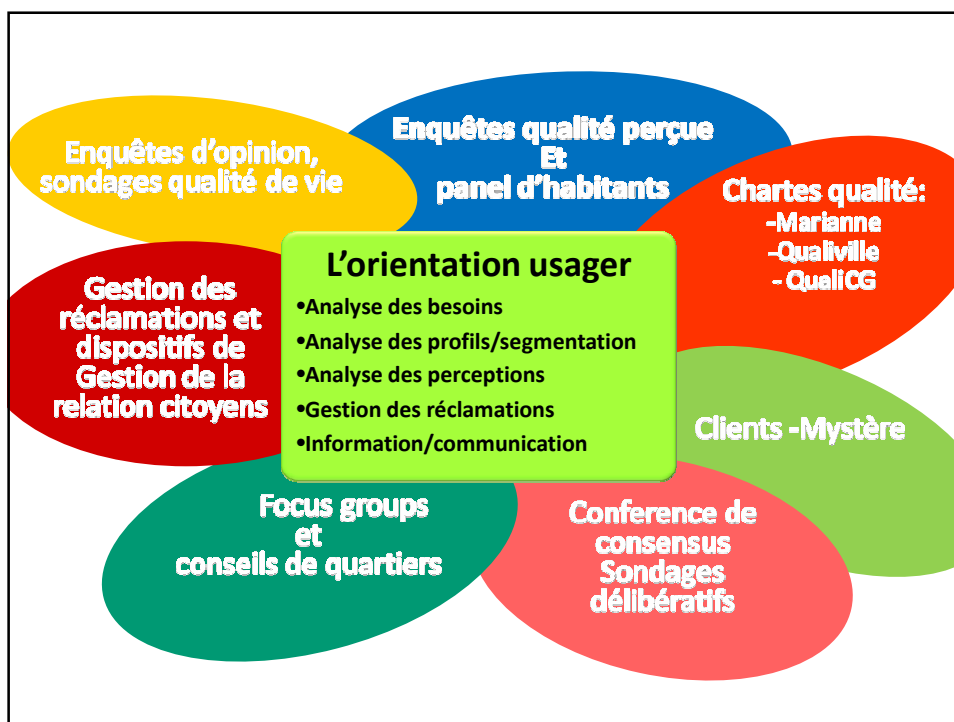 Enquêtes d'opinion,
sondages qualité de vie
Enquêtes qualité perçue
Et
panel d'habitants
Chartes qualité:
-Marianne
-Qualiville
- QualiCG
L'orientation usager
•Analyse des besoins
•Analyse des profils/segmentation
•Analyse des perceptions
•Gestion des réclamations
•Information/communication
Gestion des
réclamations et
dispositifs de
Gestion de la
relation citoyens
Clients -Mystère
Focus groups
et
conseils de quartiers
Conference de
consensus
Sondages
délibératifs